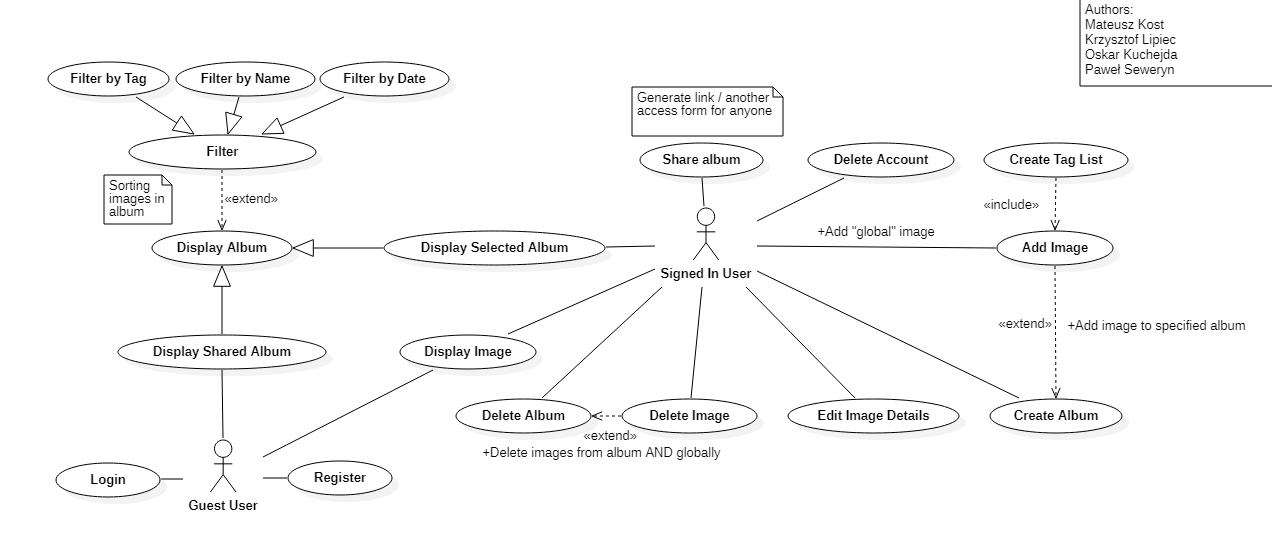 Authors:
Mateusz Kost
Krzysztof Lipiec
Oskar Kuchejda
Paweł Seweryn
Filter by Tag
Filter by Name
Filter by Date
Generate link / another
access form for anyone
Filter
Share album
Delete Account
Create Tag List
Sorting
images in
album
«extend»
«include»
+Add "global" image
Display Album
Display Selected Album
Add Image
Signed In User
«extend»
+Add image to specified album
Display Shared Album
Display Image
Delete Album
Delete Image
Edit Image Details
Create Album
«extend»
+Delete images from album AND globally
Login
Register
Guest User